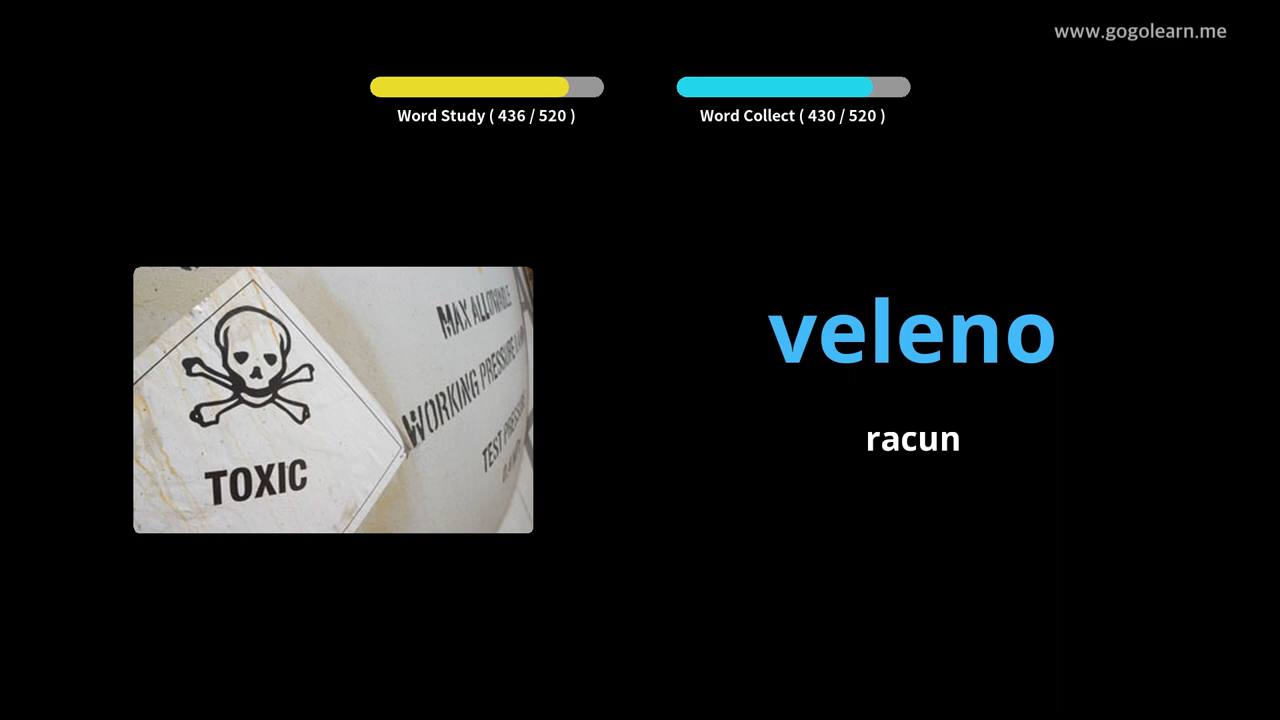 www.gogolearn.me
Word Study ( 436 / 520 )
Word Collect ( 430 / 520 )
MAX ALLOWABLE
WORKING PRESSURE
TEST PRESSURE
TOXIC
veleno
racun